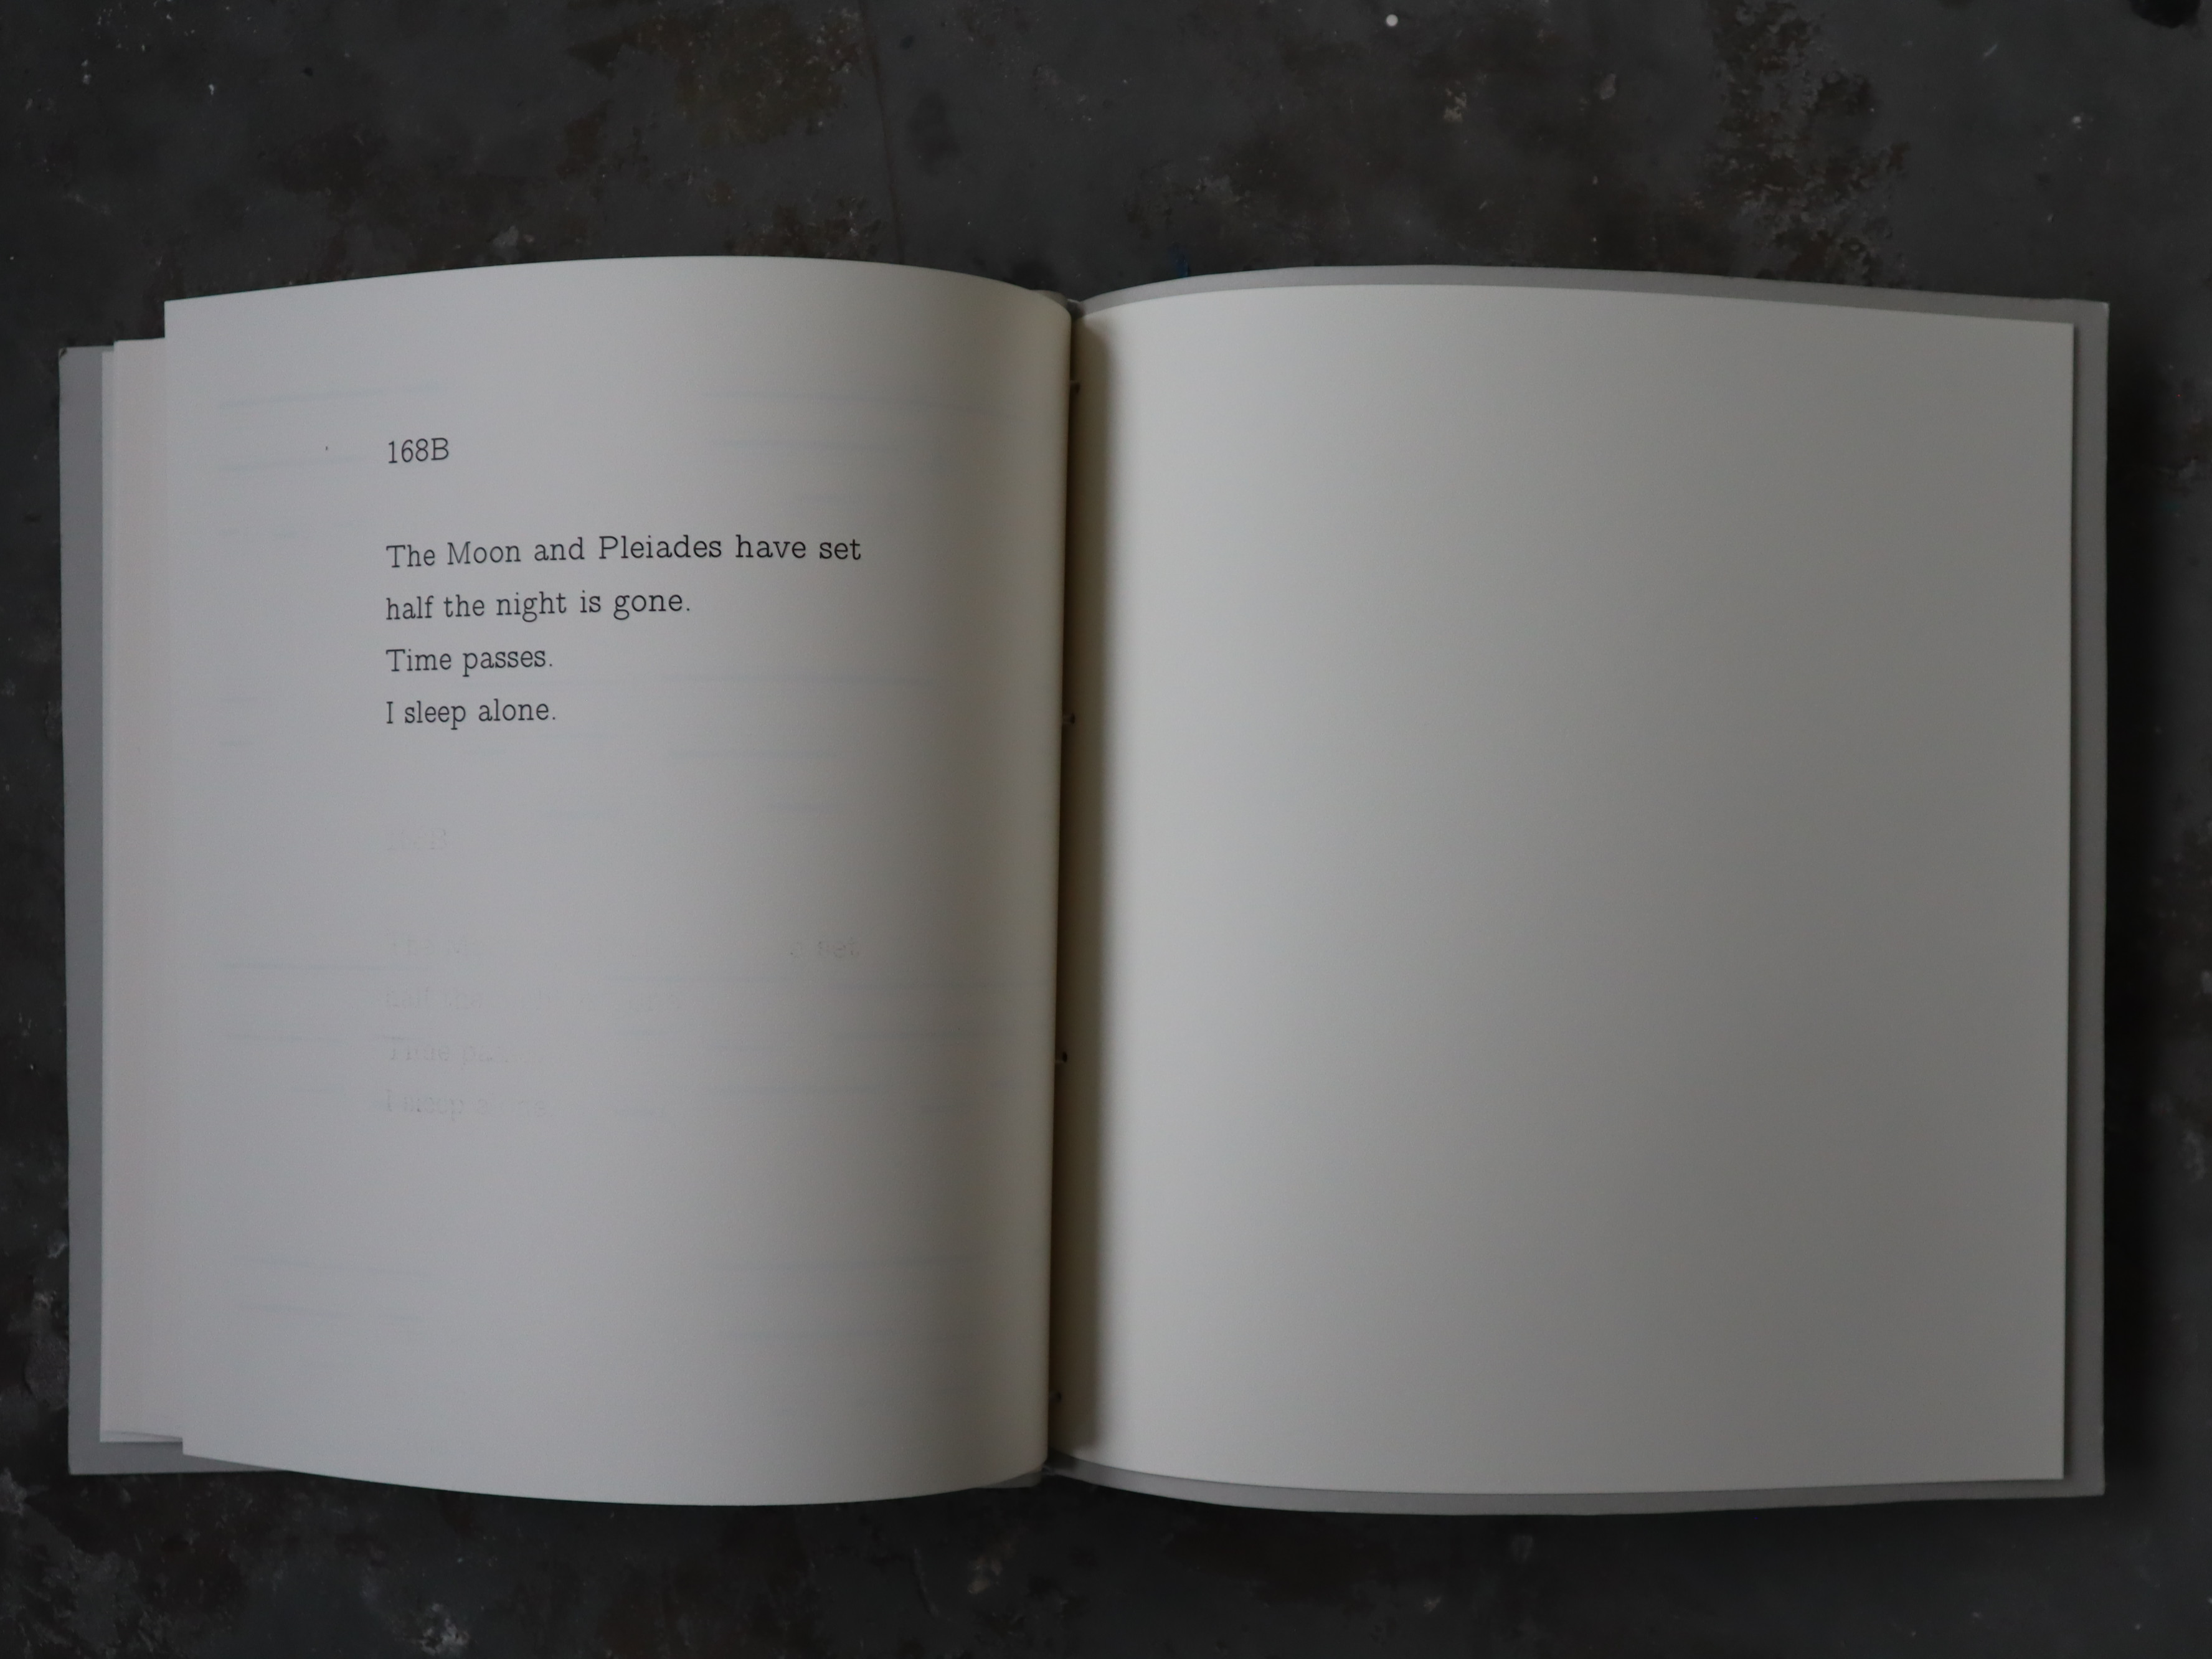 168B
The Moon and Pleiades have set
half the night is gone.
Time passes.
I sleep alone.